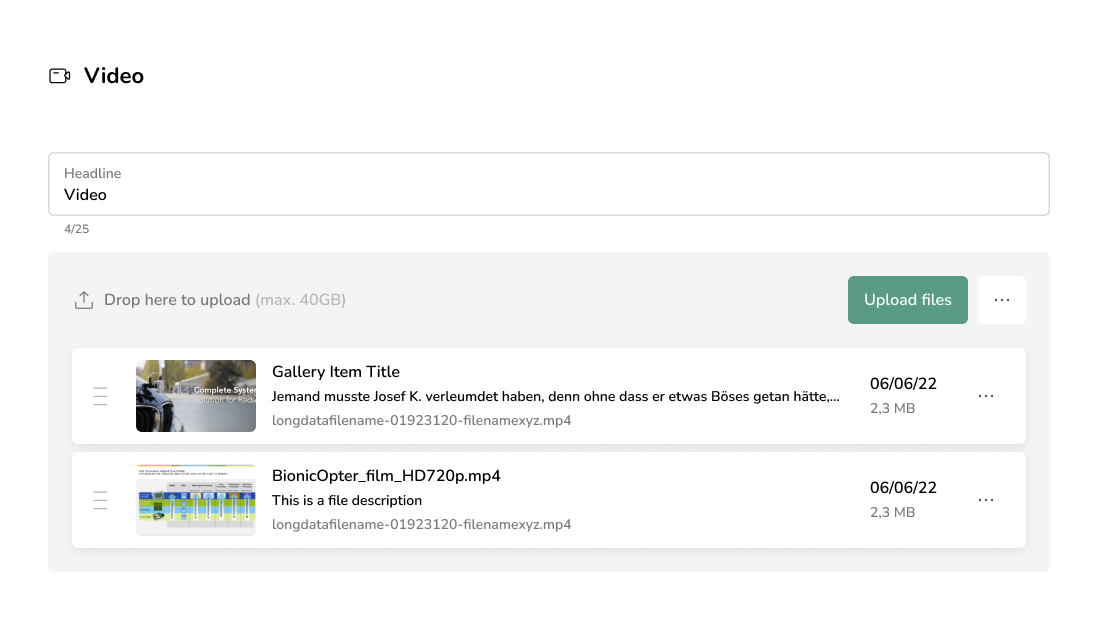 Video
Headline
Video
4/25
Drop here to upload (max. 40GB)
Upload files
Gallery Item Title
Jemand musste Josef K. verleumdet haben, denn ohne dass er etwas Böses getan hätte,...
longdatafilename-01923120-filenamexyz.mp4
06/06/22
2,3 MB
Complete System
Solution for Rada
BionicOpter_film_HD720p.mp4
This is a file description
longdatafilename-01923120-filenamexyz.mp4
06/06/22
2,3 MB